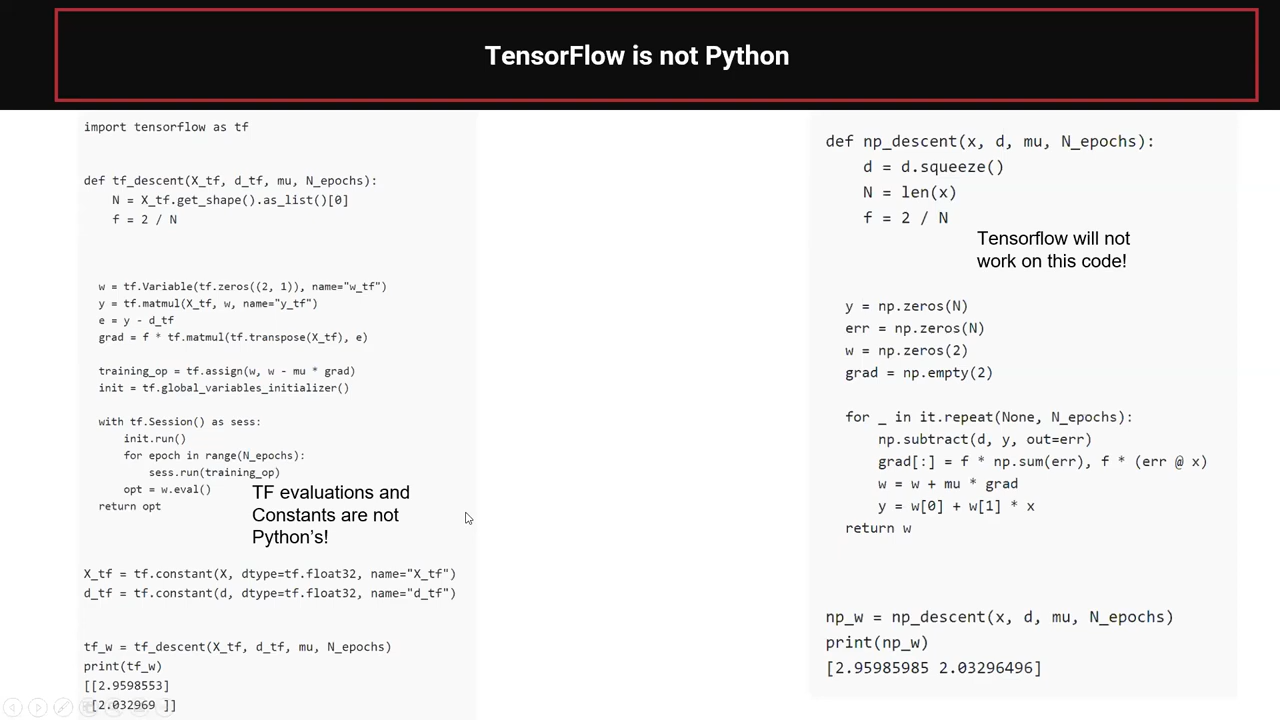 TensorFlow is not Python
import tensorflow as tf
def tf_descent(X_tf, d_tf, mu, N_epochs):
    N = X_tf.get_shape().as_list()[0]
    f = 2 / N
w = tf.Variable(tf.zeros((2, 1)), name="w_tf")
y = tf.matmul(X_tf, w, name="y_tf")
e = y - d_tf
grad = f * tf.matmul(tf.transpose(X_tf), e)
training_op = tf.assign(w, w - mu * grad)
init = tf.global_variables_initializer()
with tf.Session() as sess:
    init.run()
    for epoch in range(N_epochs):
        sess.run(training_op)
    opt = w.eval()
return opt
TF evaluations and
Constants are not
Python's!
X_tf = tf.constant(X, dtype=tf.float32, name="X_tf")
d_tf = tf.constant(d, dtype=tf.float32, name="d_tf")
tf_w = tf_descent(X_tf, d_tf, mu, N_epochs)
print(tf_w)
[[2.9598553]
[2.032969 ]]
def np_descent(x, d, mu, N_epochs):
    d = d.squeeze()
    N = len(x)
    f = 2 / N
Tensorflow will not
work on this code!
y = np.zeros(N)
err = np.zeros(N)
w = np.zeros(2)
grad = np.empty(2)
for _ in it.repeat(None, N_epochs):
    np.subtract(d, y, out=err)
    grad[:] = f * np.sum(err), f * (err @ x)
    w = w + mu * grad
    y = w[0] + w[1] * x
return w
np_w = np_descent(x, d, mu, N_epochs)
print(np_w)
[2.95985985 2.03296496]